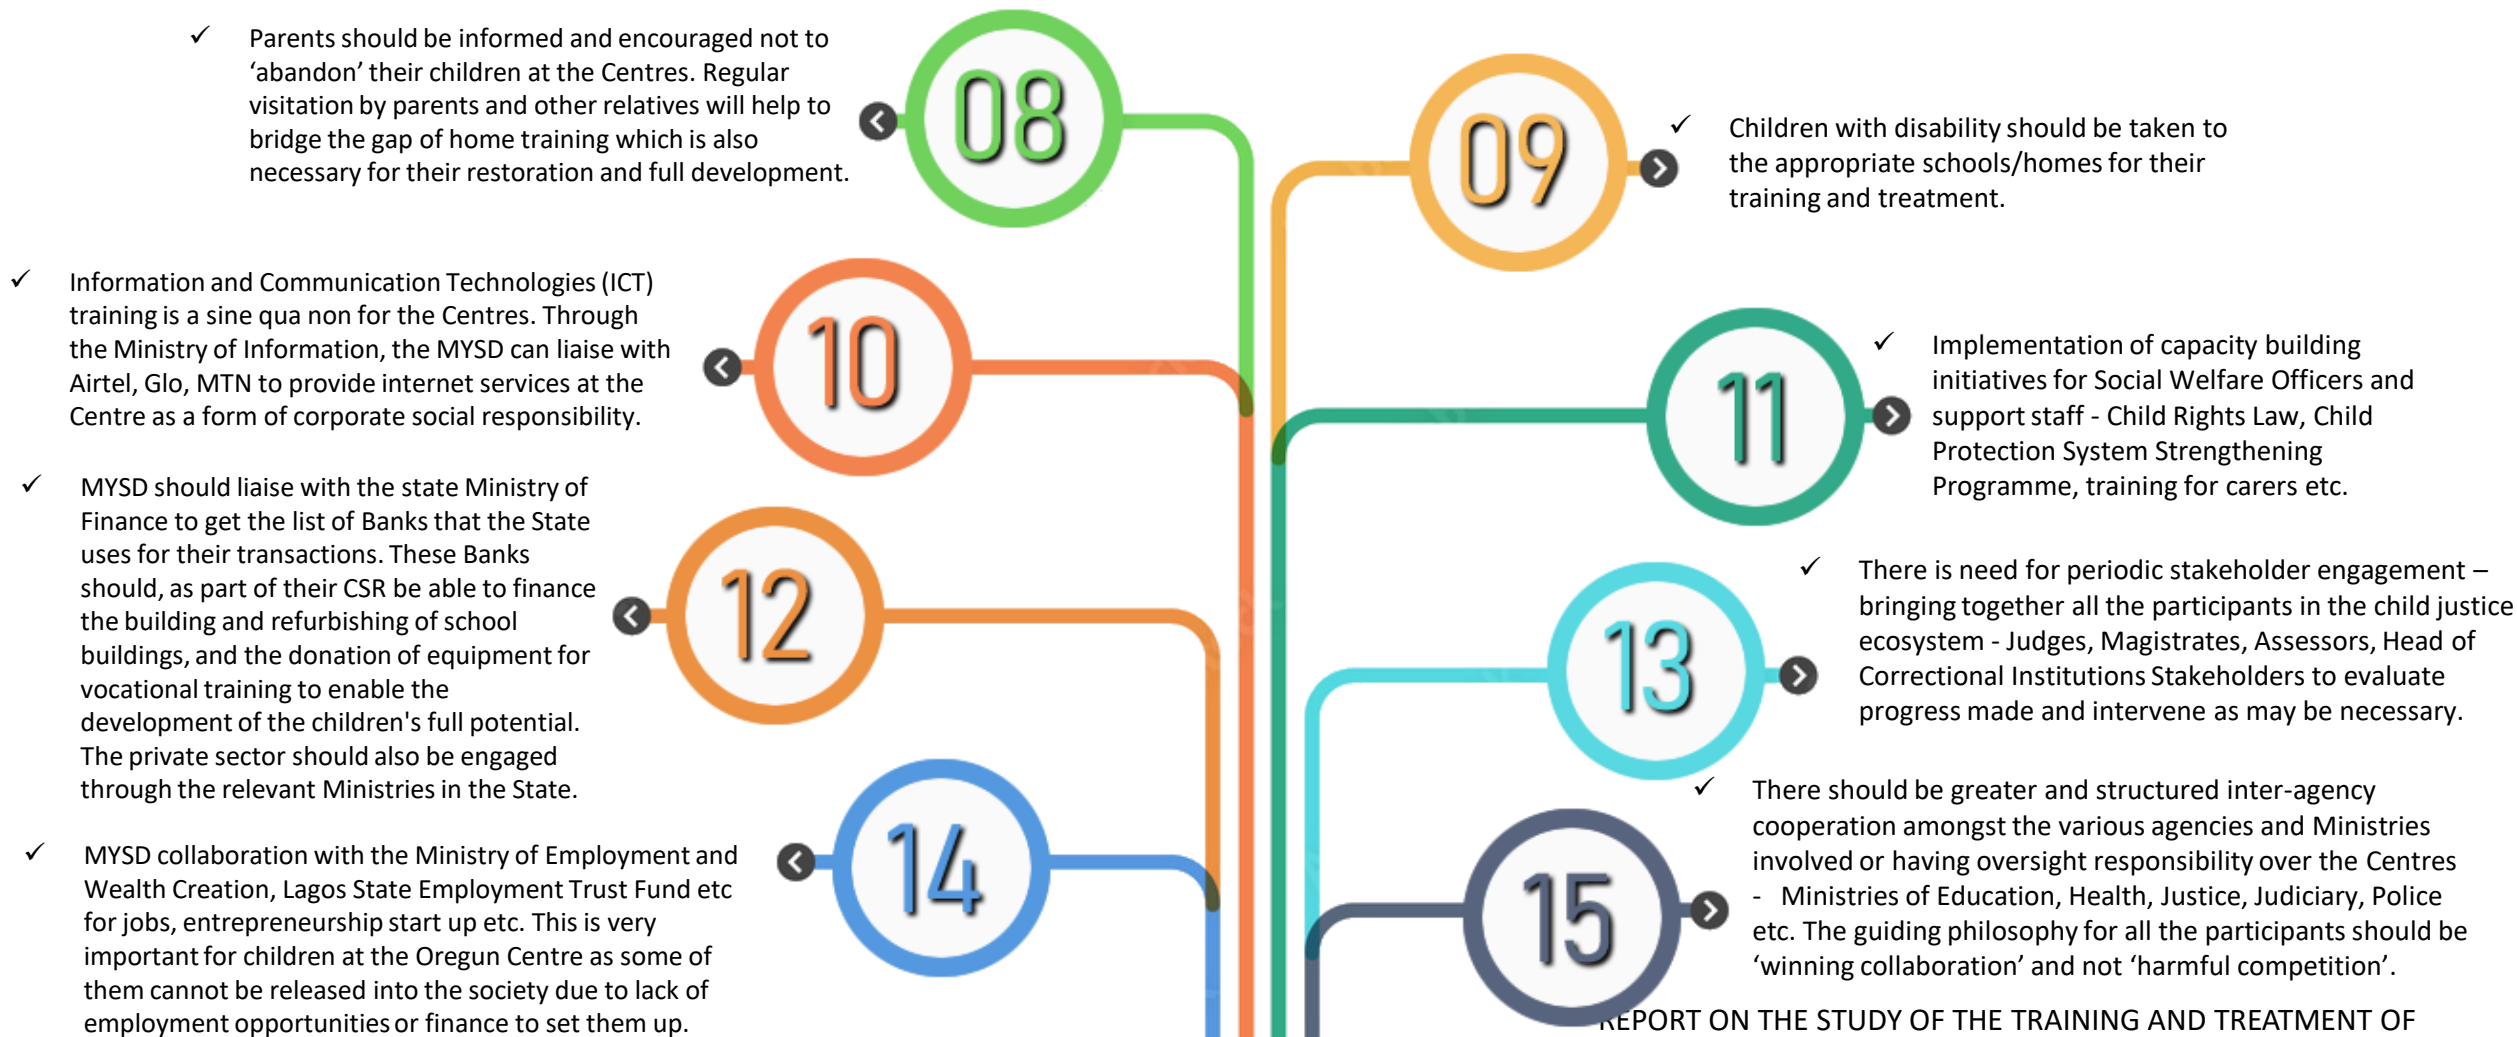 ✓ Parents should be informed and encouraged not to
‘abandon’ their children at the Centres. Regular
visitation by parents and other relatives will help to
bridge the gap of home training which is also
necessary for their restoration and full development.
08
09
✓ Children with disability should be taken to
the appropriate schools/homes for their
training and treatment.
✓ Information and Communication Technologies (ICT)
training is a sine qua non for the Centres. Through
the Ministry of Information, the MYSD can liaise with
Airtel, Glo, MTN to provide internet services at the
Centre as a form of corporate social responsibility.
10
11
✓ Implementation of capacity building
initiatives for Social Welfare Officers and
support staff - Child Rights Law, Child
Protection System Strengthening
Programme, training for carers etc.
✓ MYSD should liaise with the state Ministry of
Finance to get the list of Banks that the State
uses for their transactions. These Banks
should, as part of their CSR be able to finance
the building and refurbishing of school
buildings, and the donation of equipment for
vocational training to enable the
development of the children's full potential.
The private sector should also be engaged
through the relevant Ministries in the State.
12
13
✓ There is need for periodic stakeholder engagement –
bringing together all the participants in the child justice
ecosystem - Judges, Magistrates, Assessors, Head of
Correctional Institutions Stakeholders to evaluate
progress made and intervene as may be necessary.
✓ MYSD collaboration with the Ministry of Employment and
Wealth Creation, Lagos State Employment Trust Fund etc
for jobs, entrepreneurship start up etc. This is very
important for children at the Oregun Centre as some of
them cannot be released into the society due to lack of
employment opportunities or finance to set them up.
14
15
✓ There should be greater and structured inter-agency
cooperation amongst the various agencies and Ministries
involved or having oversight responsibility over the Centres
- Ministries of Education, Health, Justice, Judiciary, Police
etc. The guiding philosophy for all the participants should be
‘winning collaboration’ and not ‘harmful competition’.
REPORT ON THE STUDY OF THE TRAINING AND TREATMENT OF